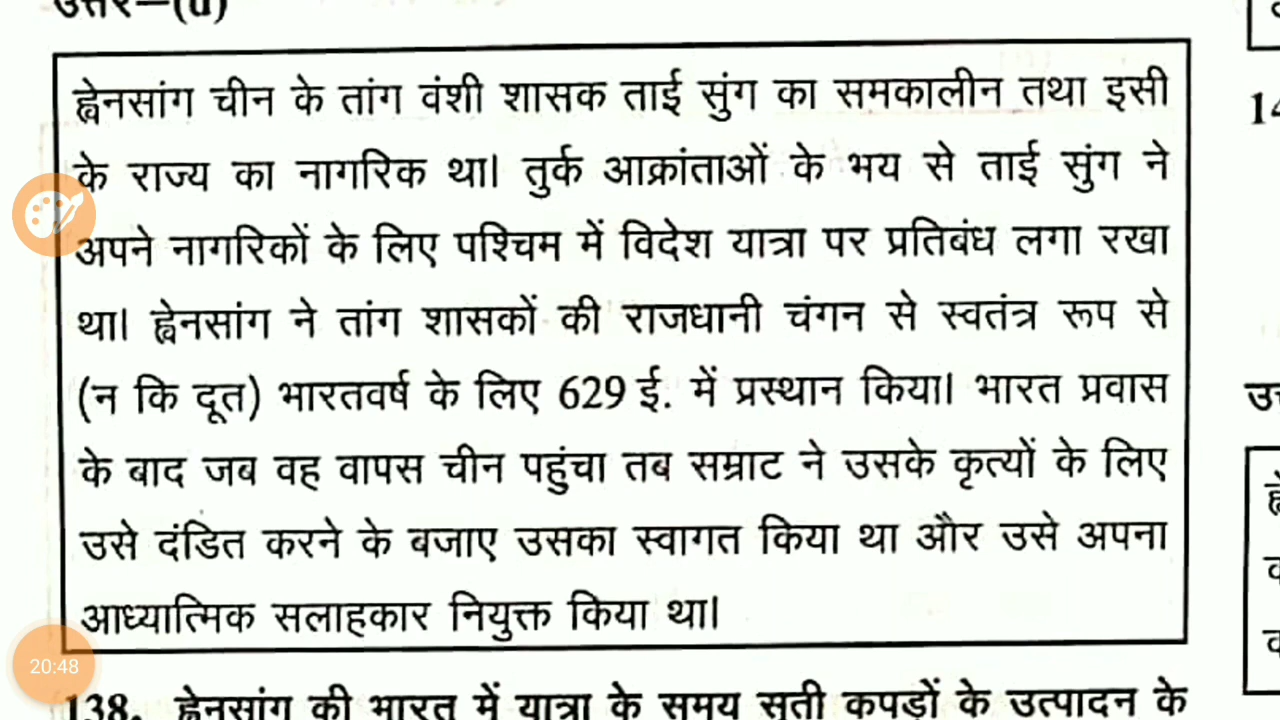 उत्तर—(d)
ह्वेनसांग चीन के तांग वंशी शासक ताई सुंग का समकालीन तथा इसी
के राज्य का नागरिक था। तुर्क आक्रांताओं के भय से ताई सुंग ने
अपने नागरिकों के लिए पश्चिम में विदेश यात्रा पर प्रतिबंध लगा रखा
था। ह्वेनसांग ने तांग शासकों की राजधानी चंगन से स्वतंत्र रूप से
(न कि दूत) भारतवर्ष के लिए 629 ई. में प्रस्थान किया। भारत प्रवास
के बाद जब वह वापस चीन पहुंचा तब सम्राट ने उसके कृत्यों के लिए
उसे दंडित करने के बजाए उसका स्वागत किया था और उसे अपना
आध्यात्मिक सलाहकार नियुक्त किया था।
20:48
138. ह्वेनसांग की भारत में यात्रा के समय सूती कपड़ों के उत्पादन के
14